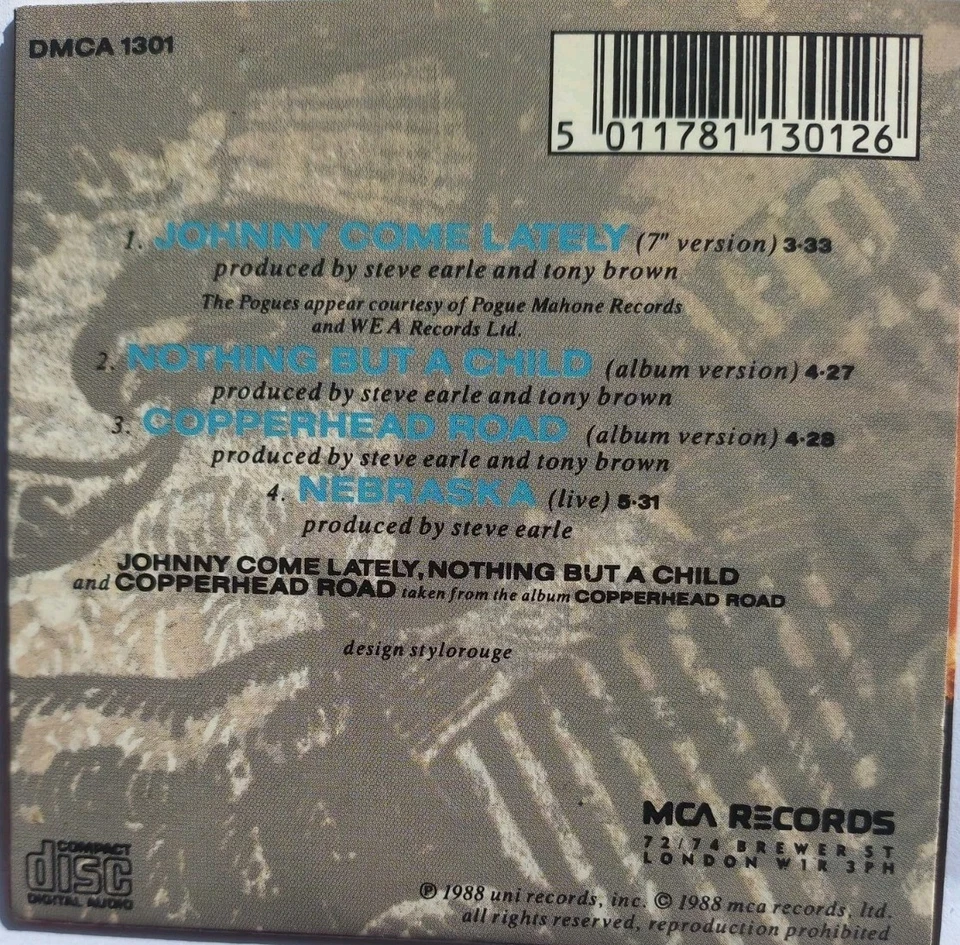 DMCA 1301
5 011781 130126
1. JOHNNY COME LATELY (7" version) 3·33
produced by steve earle and tony brown
The Pogues appear courtesy of Pogue Mahone Records
and WEA Records Ltd.
2. NOTHING BUT A CHILD (album version) 4·27
produced by steve earle and tony brown
3. COPPERHEAD ROAD (album version) 4·28
produced by steve earle and tony brown
4. NEBRASKA (live) 5·31
produced by steve earle
JOHNNY COME LATELY, NOTHING BUT A CHILD
and COPPERHEAD ROAD taken from the album COPPERHEAD ROAD
design stylorouge
MCA RECORDS
72/74 BREWER ST
LONDON W1R 3PH
COMPACT
disc
DIGITAL AUDIO
℗ 1988 uni records, inc. © 1988 mca records, ltd.
all rights reserved, reproduction prohibited